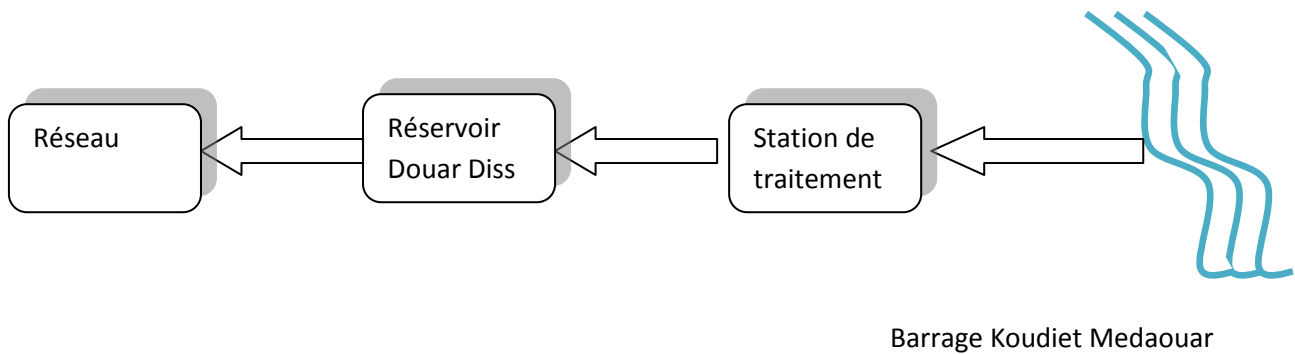 Réseau
Réservoir
Douar Diss
Station de
traitement
Barrage Koudiet Medaouar